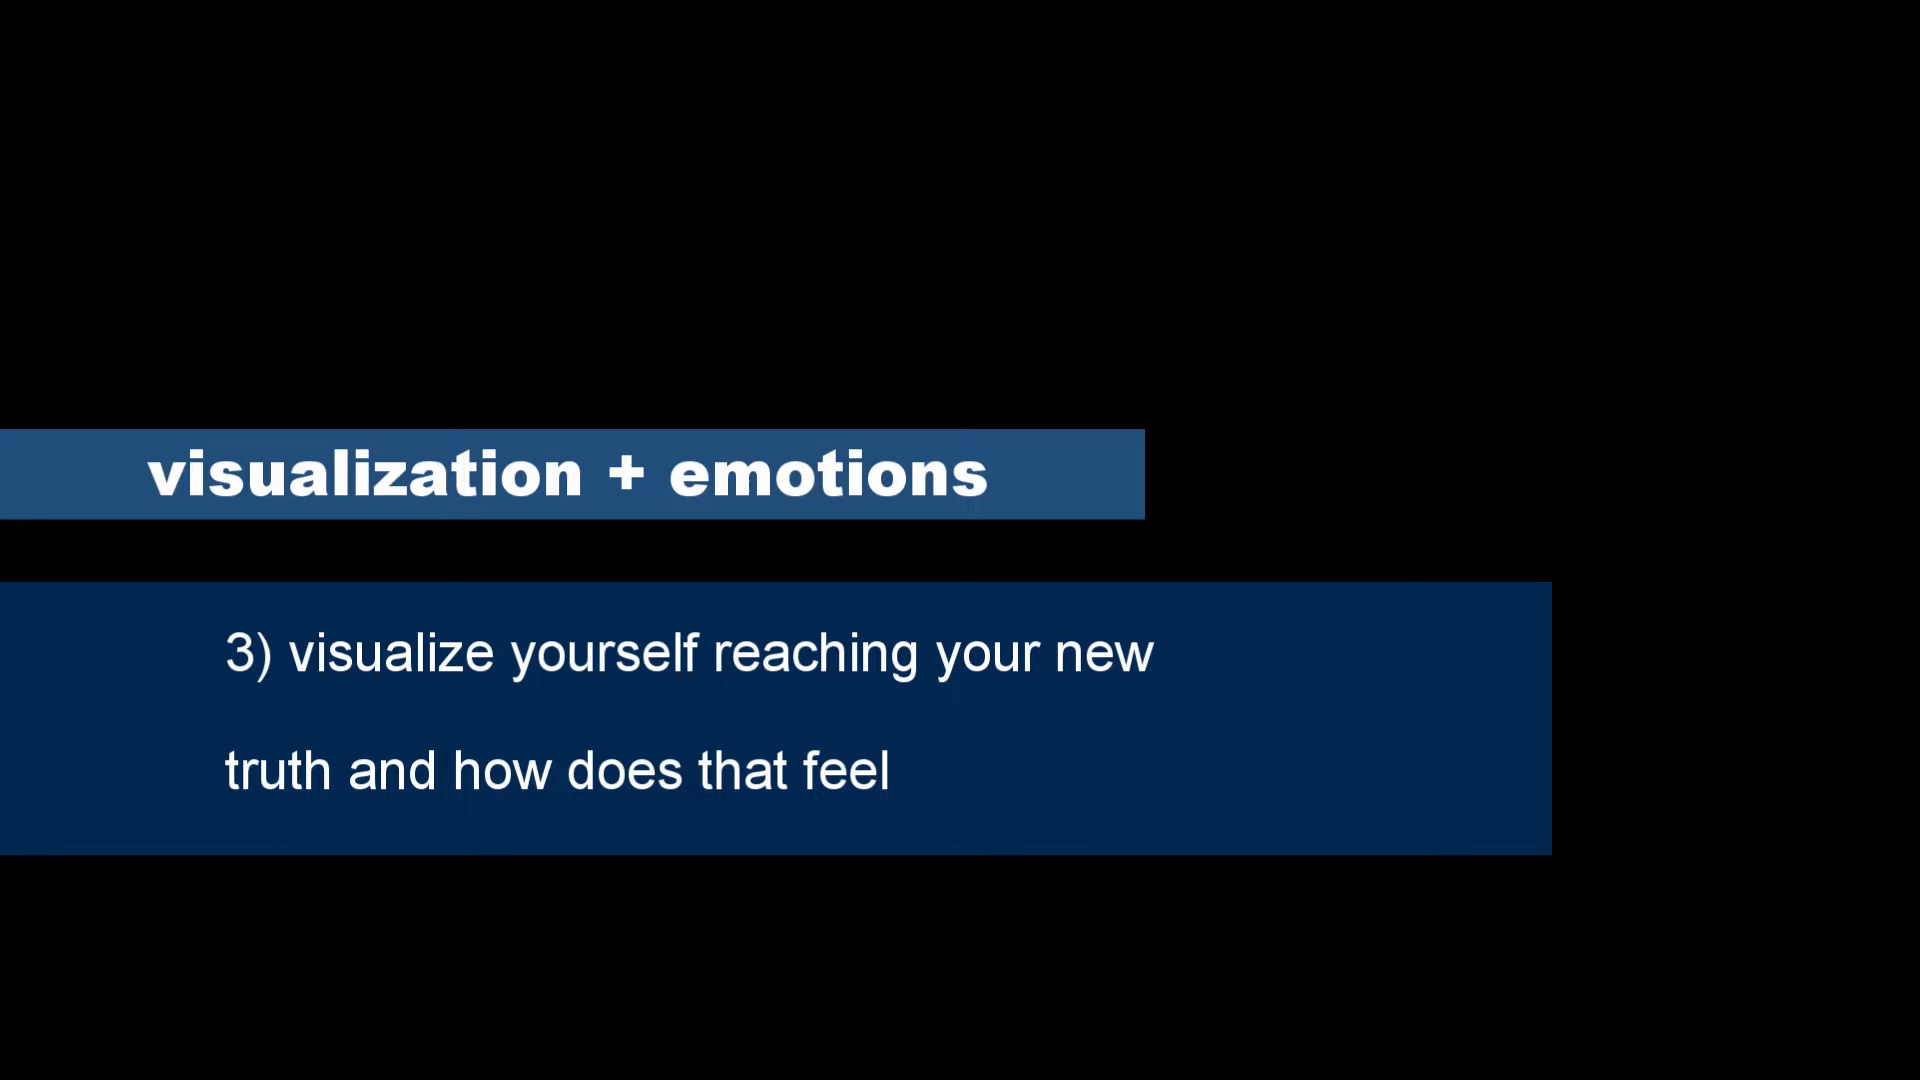 visualization + emotions
3) visualize yourself reaching your new
truth and how does that feel